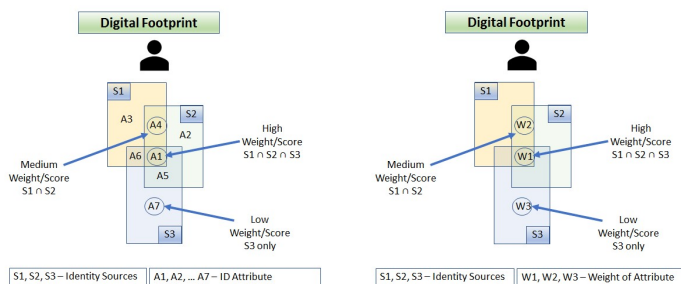 Digital Footprint
S1
S2
A3
A4
A2
A6
A1
A5
A7
S3
High
Weight/Score
S1 ∩ S2 ∩ S3
Medium
Weight/Score
S1 ∩ S2
Low
Weight/Score
S3 only
S1, S2, S3 – Identity Sources
A1, A2, ... A7 – ID Attribute
Digital Footprint
S1
S2
W2
W1
W3
S3
High
Weight/Score
S1 ∩ S2 ∩ S3
Medium
Weight/Score
S1 ∩ S2
Low
Weight/Score
S3 only
S1, S2, S3 – Identity Sources
W1, W2, W3 – Weight of Attribute